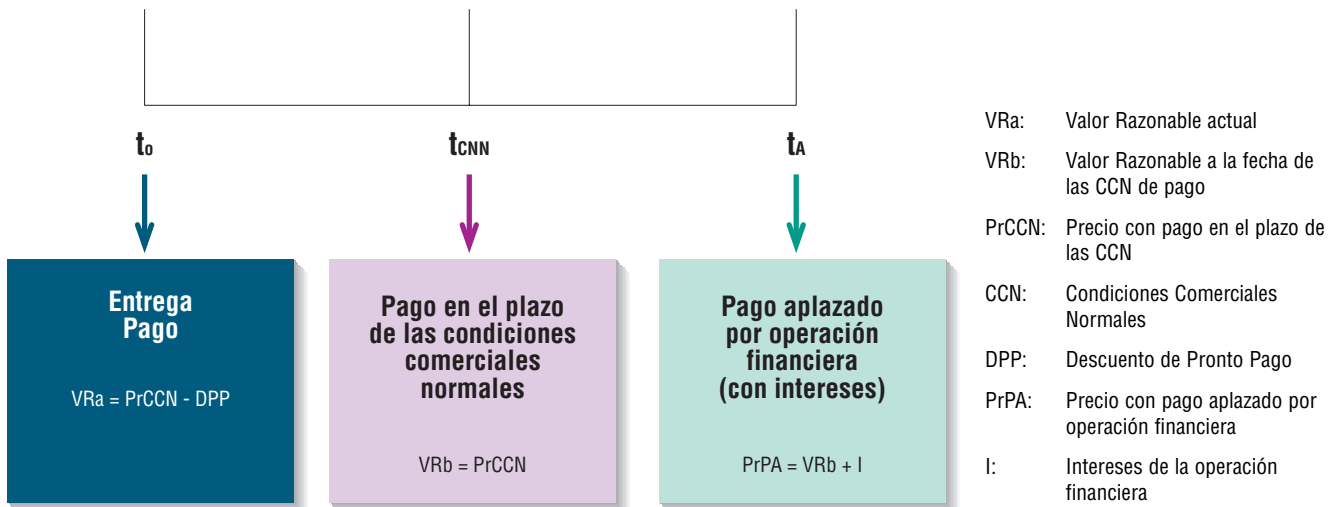 t0
tCNN
tA
Entrega
Pago
VRa = PrCCN - DPP
Pago en el plazo
de las condiciones
comerciales
normales
VRb = PrCCN
Pago aplazado
por operación
financiera
(con intereses)
PrPA = VRb + I
VRa: Valor Razonable actual
VRb: Valor Razonable a la fecha de
las CCN de pago
PrCCN: Precio con pago en el plazo de
las CCN
CCN: Condiciones Comerciales
Normales
DPP: Descuento de Pronto Pago
PrPA: Precio con pago aplazado por
operación financiera
I: Intereses de la operación
financiera